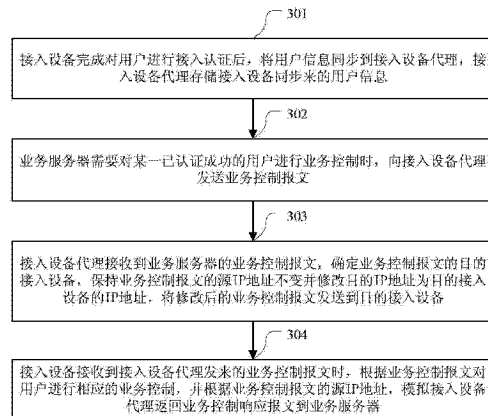 301
接入设备完成对用户进行接入认证后，将用户信息同步到接入设备代理，接
入设备代理存储接入设备同步来的用户信息
302
业务服务器需要对某一已认证成功的用户进行业务控制时，向接入设备代理
发送业务控制报文
303
接入设备代理接收到业务服务器的业务控制报文，确定业务控制报文的目的
接入设备，保持业务控制报文的源IP地址不变并修改目的IP地址为目的接入
设备的IP地址，将修改后的业务控制报文发送到目的接入设备
304
接入设备接收到接入设备代理发来的业务控制报文时，根据业务控制报文对
用户进行相应的业务控制，并根据业务控制报文的源IP地址，模拟接入设备
代理返回业务控制响应报文到业务服务器